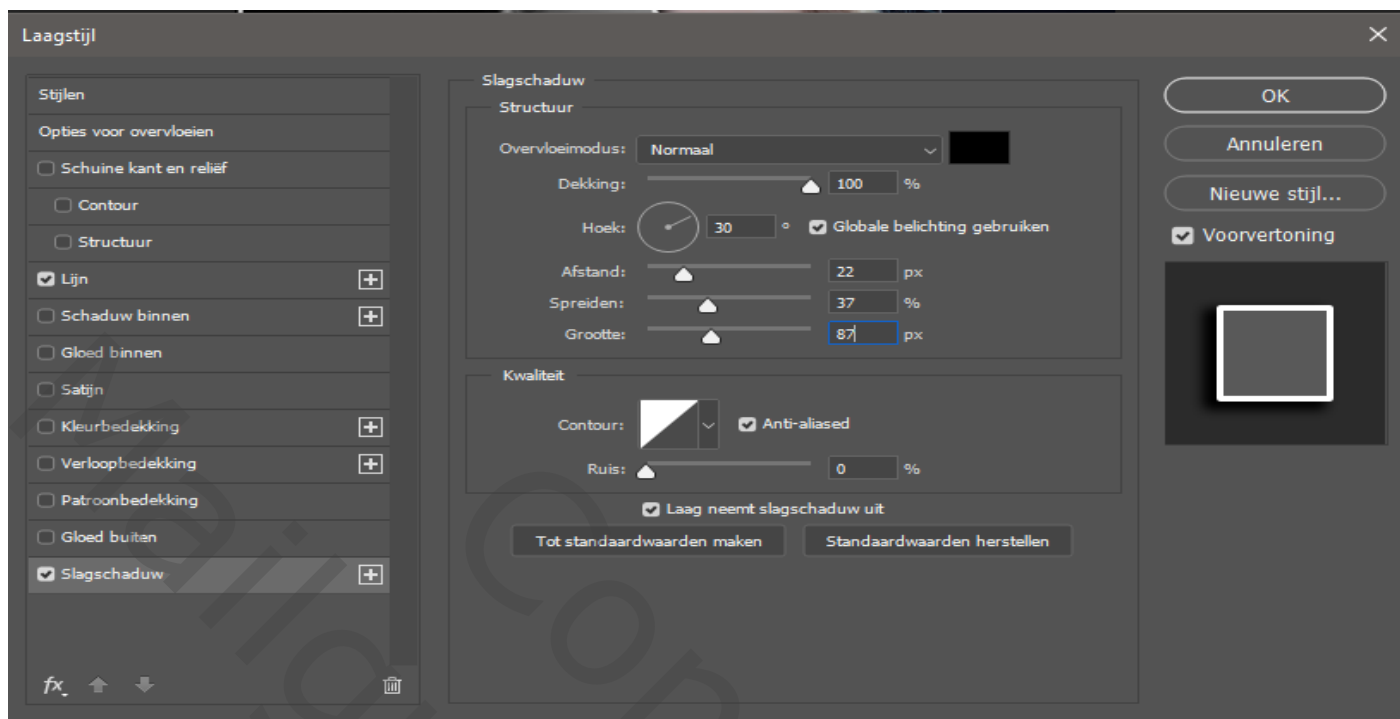 Laagstijl
Stijlen
Opties voor overvloeien
Schuine kant en reliëf
Contour
Structuur
Lijn
Schaduw binnen
Gloed binnen
Satijn
Kleurbedekking
Verloopbedekking
Patroonbedekking
Gloed buiten
Slagschaduw
fx
Slagschaduw
Structuur
Overvloeimodus: Normaal
Dekking: 100 %
Hoek: 30 ° Globale belichting gebruiken
Afstand: 22 px
Spreiden: 37 %
Grootte: 87 px
Kwaliteit
Contour: Anti-aliased
Ruis: 0 %
Laag neemt slagschaduw uit
Tot standaardwaarden maken Standaardwaarden herstellen
OK
Annuleren
Nieuwe stijl...
Voorvertoning